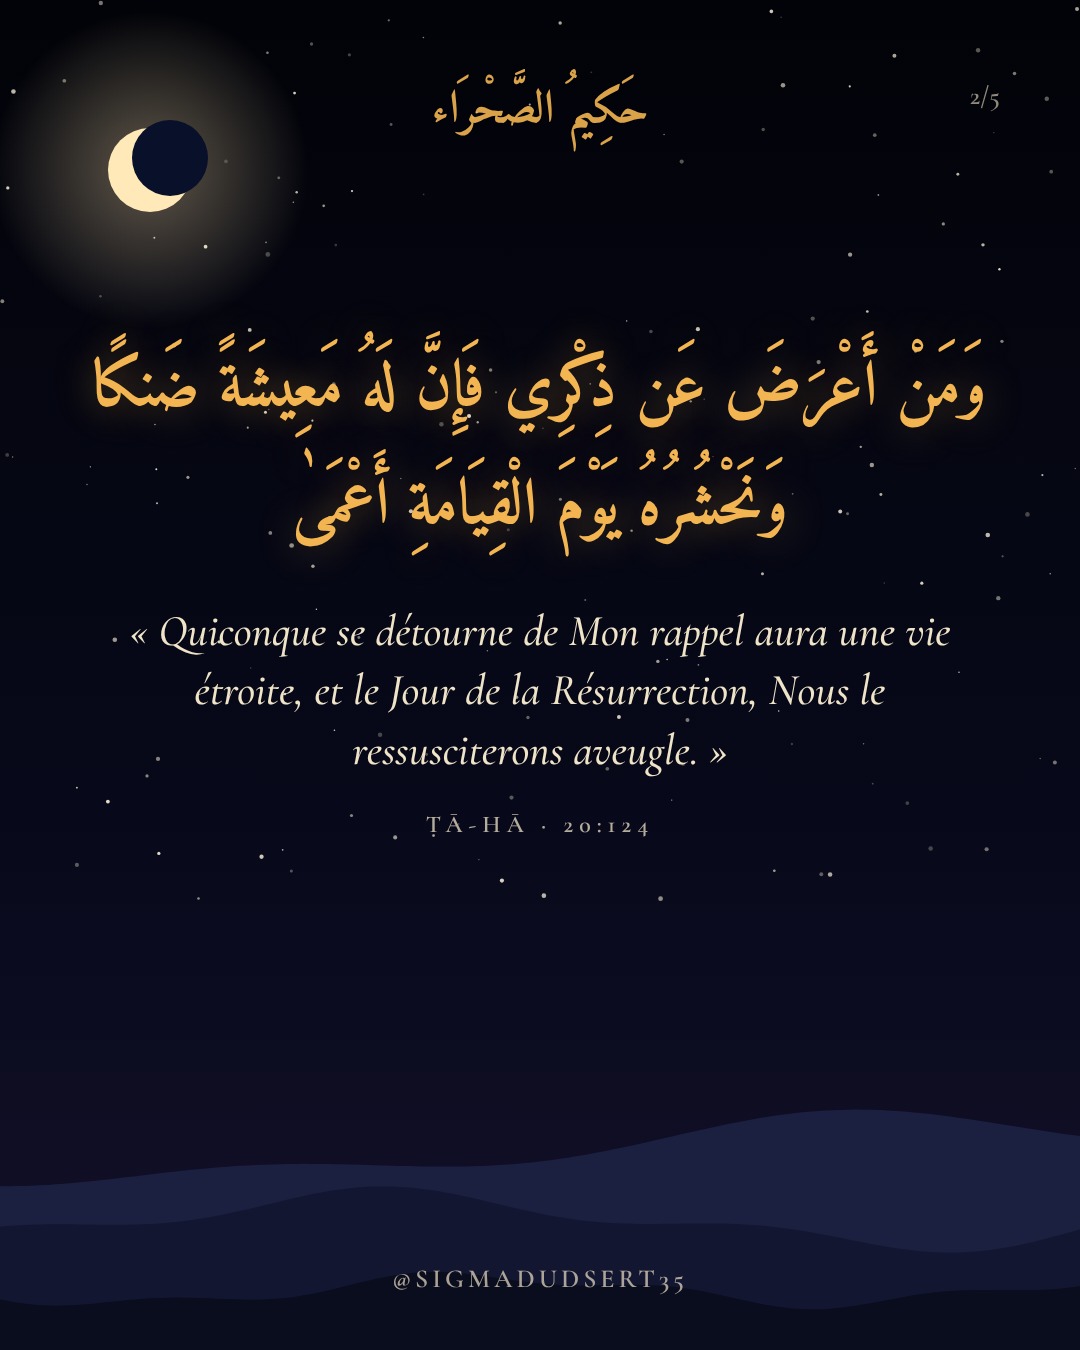 حَكِيمُ الصَّحْرَاء
2/5
وَمَنْ أَعْرَضَ عَن ذِكْرِي فَإِنَّ لَهُ مَعِيشَةً ضَنكًا
وَنَحْشُرُهُ يَوْمَ الْقِيَامَةِ أَعْمَىٰ
« Quiconque se détourne de Mon rappel aura une vie
étroite, et le Jour de la Résurrection, Nous le
ressusciterons aveugle. »
ṬĀ-HĀ · 20:124
@SIGMADUDSERT35